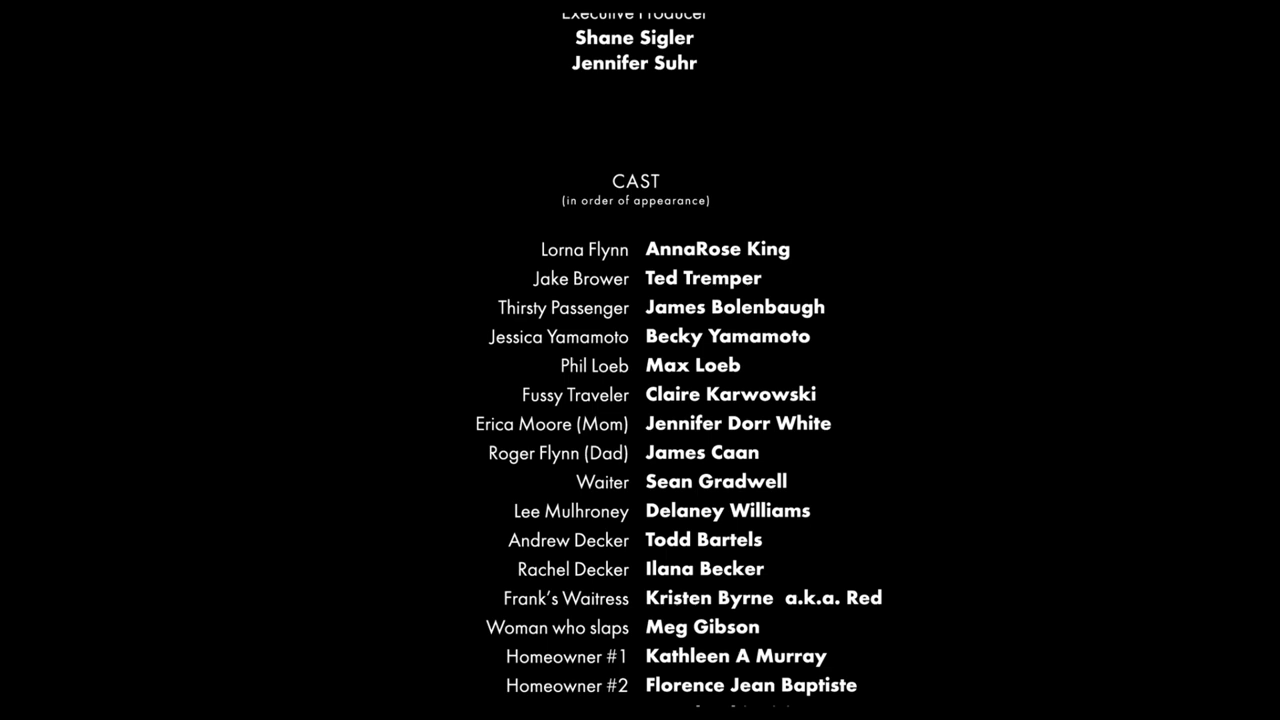 Executive Producer
Shane Sigler
Jennifer Suhr
CAST
(in order of appearance)
Lorna Flynn AnnaRose King
Jake Brower Ted Tremper
Thirsty Passenger James Bolenbaugh
Jessica Yamamoto Becky Yamamoto
Phil Loeb Max Loeb
Fussy Traveler Claire Karwowski
Erica Moore (Mom) Jennifer Dorr White
Roger Flynn (Dad) James Caan
Waiter Sean Gradwell
Lee Mulhroney Delaney Williams
Andrew Decker Todd Bartels
Rachel Decker Ilana Becker
Frank’s Waitress Kristen Byrne a.k.a. Red
Woman who slaps Meg Gibson
Homeowner #1 Kathleen A Murray
Homeowner #2 Florence Jean Baptiste